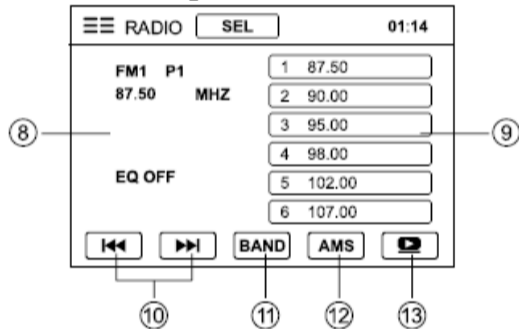 RADIO SEL 01:14
FM1 P1
87.50 MHZ
EQ OFF
1 87.50
2 90.00
3 95.00
4 98.00
5 102.00
6 107.00
BAND AMS
8
9
10 11 12 13